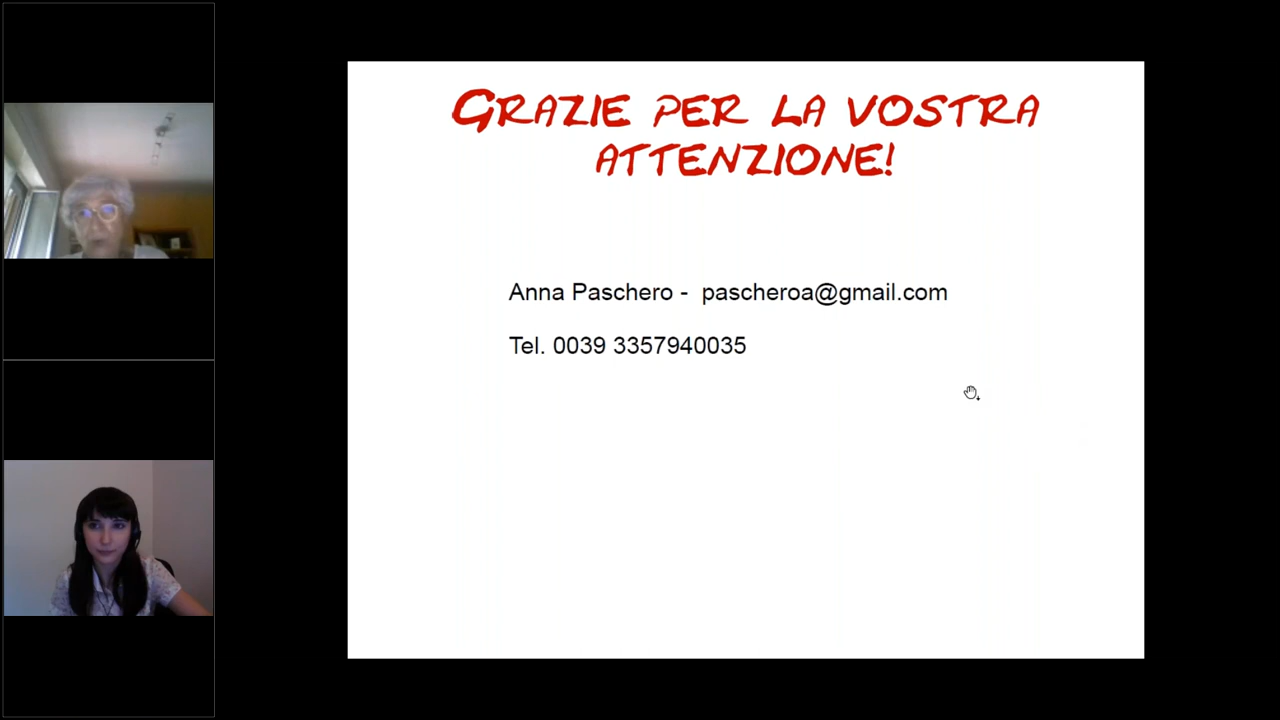 GRAZIE PER LA VOSTRA
ATTENZIONE!
Anna Paschero - pascheroa@gmail.com
Tel. 0039 3357940035